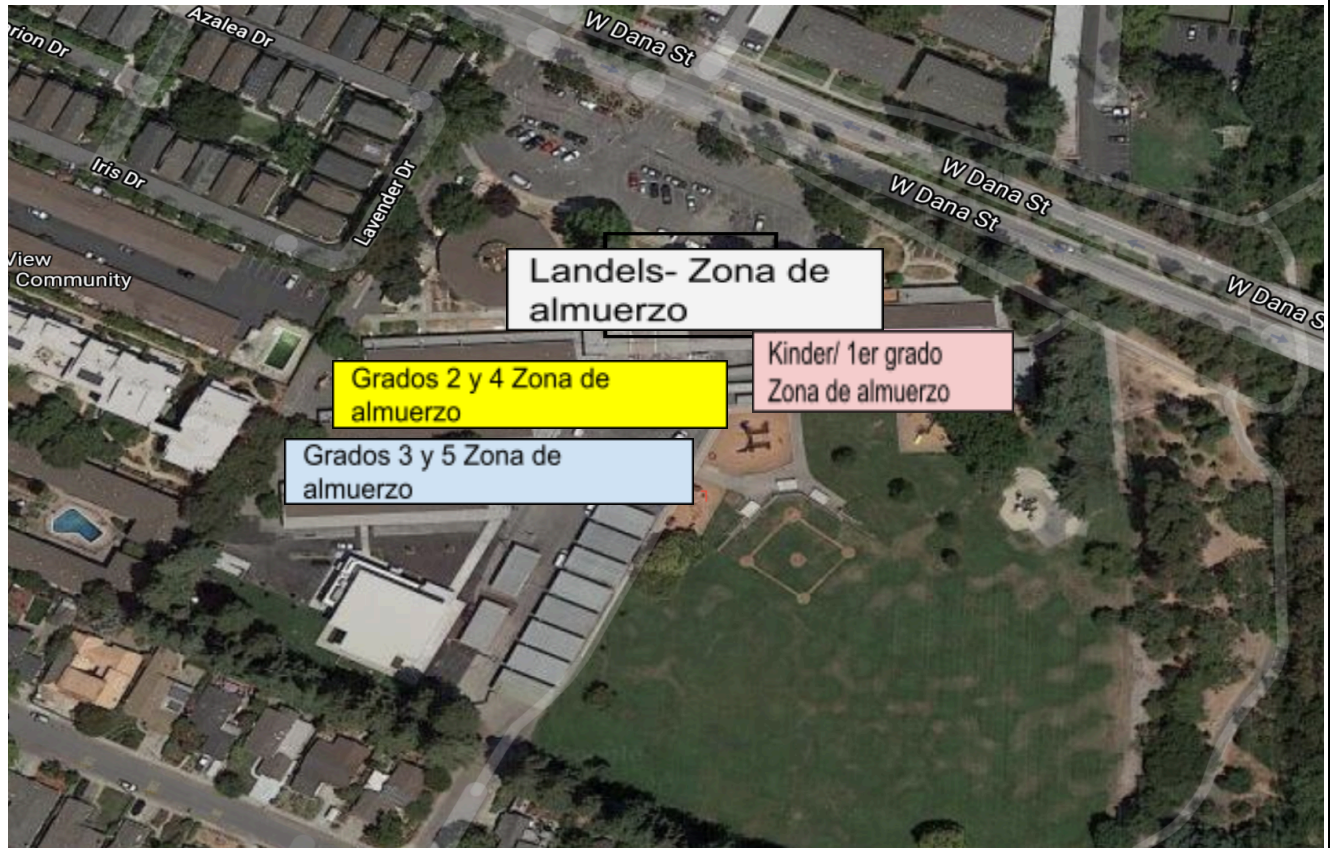 Azalea Dr
W Dana St
rion Dr
Iris Dr
Lavender Dr
W Dana St
W Dana St
View
Community
Landels- Zona de
almuerzo
W Dana S
Kinder/ 1er grado
Zona de almuerzo
Grados 2 y 4 Zona de
almuerzo
Grados 3 y 5 Zona de
almuerzo